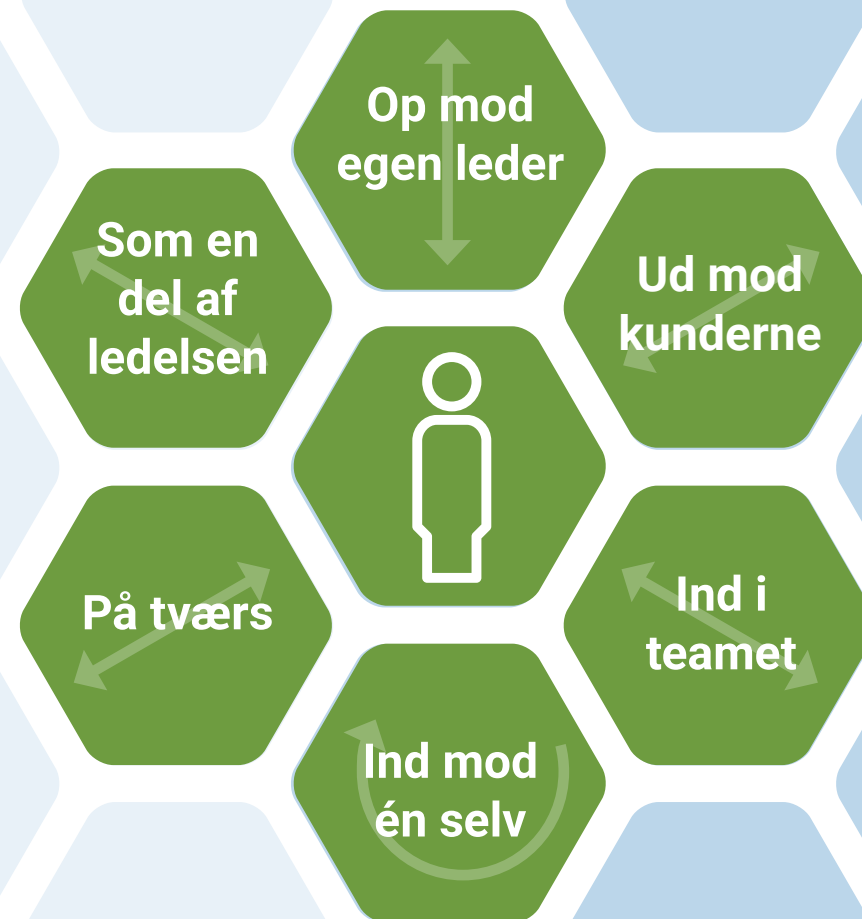 Op mod
egen leder
Som en
del af
ledelsen
Ud mod
kunderne
På tværs
Ind i
teamet
Ind mod
én selv